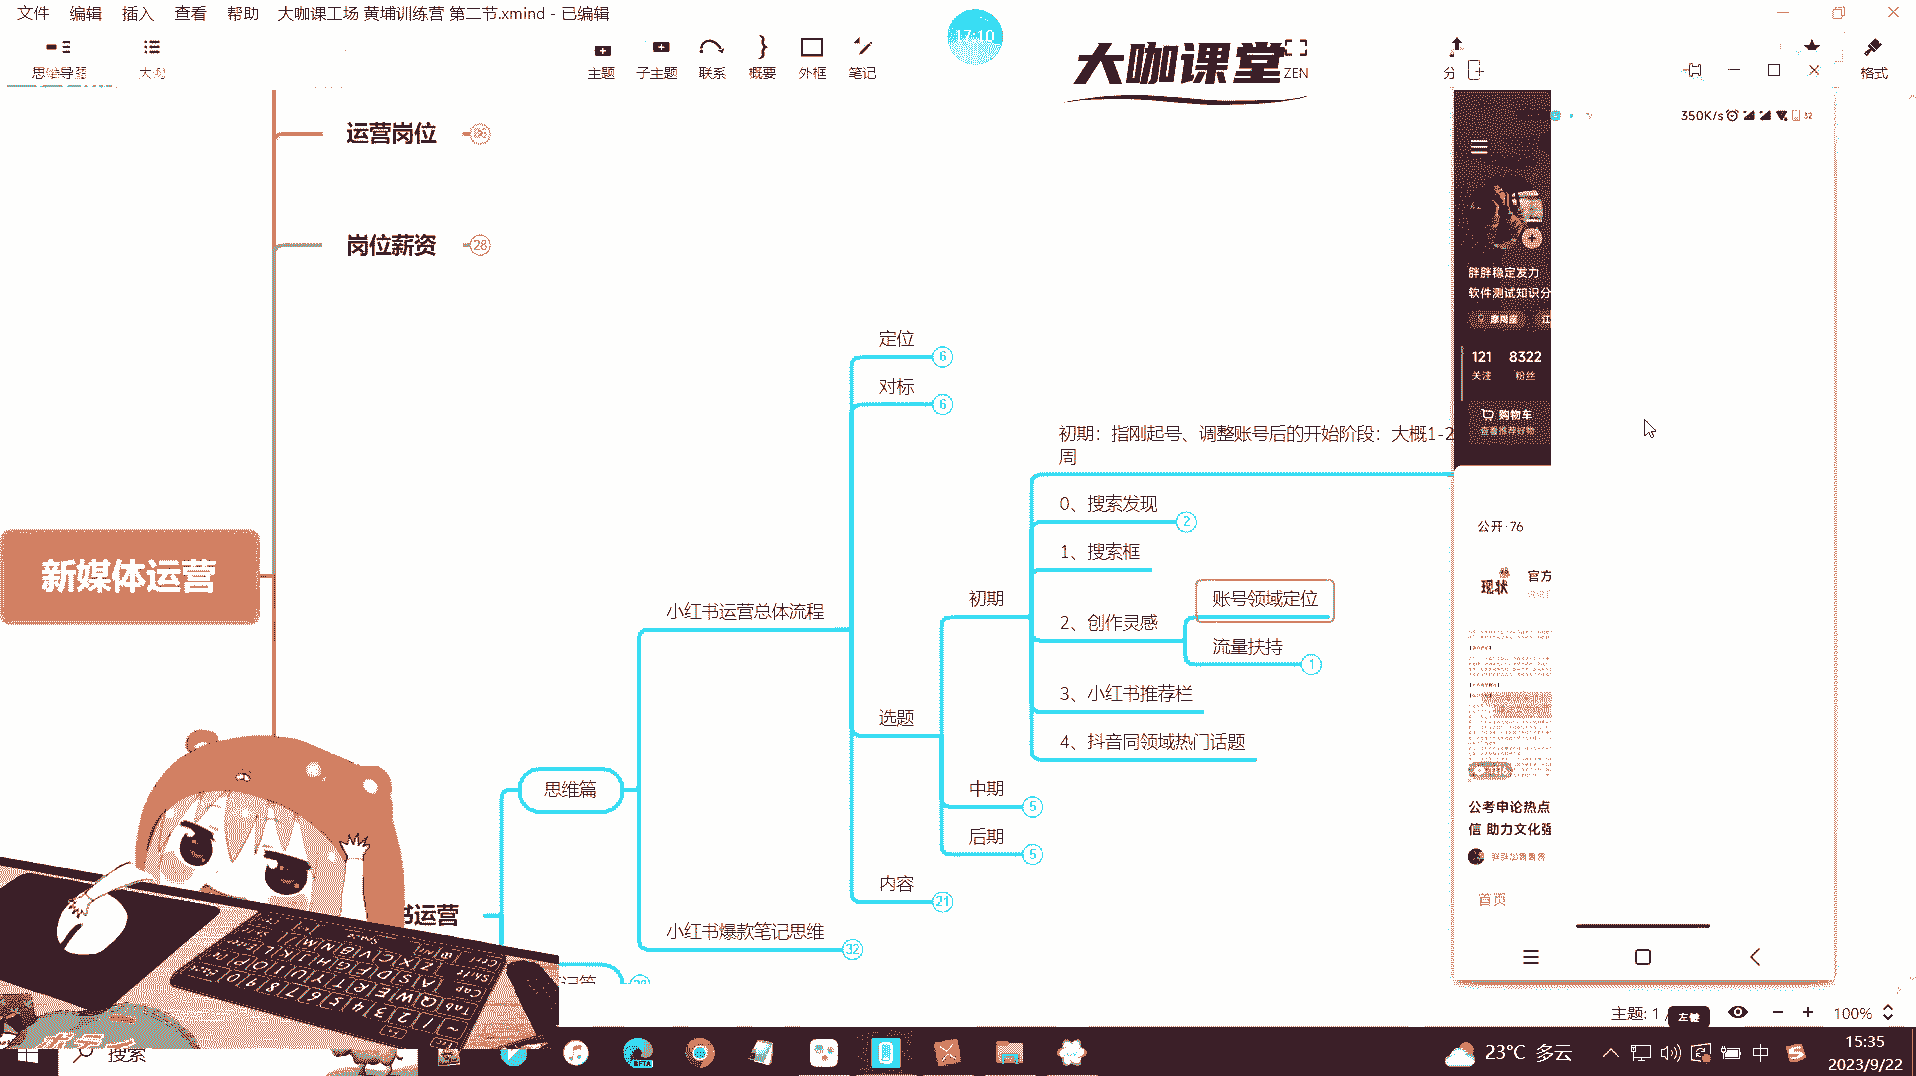 文件 编辑 插入 查看 帮助 大咖课工场 黄埔训练营 第二节.xmind - 已编辑
17:10
思维导图
主题 子主题 联系 概要 外框 笔记
大咖课堂
ZEN
格式
350K/s
运营岗位
岗位薪资 28
胖胖稳定发力
软件测试知识分
121 8322
关注 粉丝
购物车
查看推荐好物
定位 6
对标 6
初期：指刚起号、调整账号后的开始阶段：大概1-2
周
0、搜索发现 2
1、搜索框
公开·76
现状 官方
新媒体运营
小红书运营总体流程
初期
2、创作灵感
账号领域定位
流量扶持 1
3、小红书推荐栏
选题
4、抖音同领域热门话题
思维篇
中期 5
后期 5
公考申论热点
信 助力文化强
内容 21
首页
书运营
小红书爆款笔记思维 32
主题: 1
左键
100%
搜索
BETA
23°C 多云
中
15:35
2023/9/22